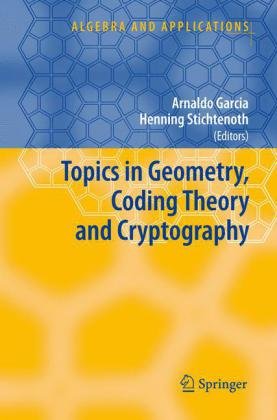 ALGEBRA AND APPLICATIONS
Arnaldo Garcia
Henning Stichtenoth
(Editors)
Topics in Geometry,
Coding Theory
and Cryptography
Springer